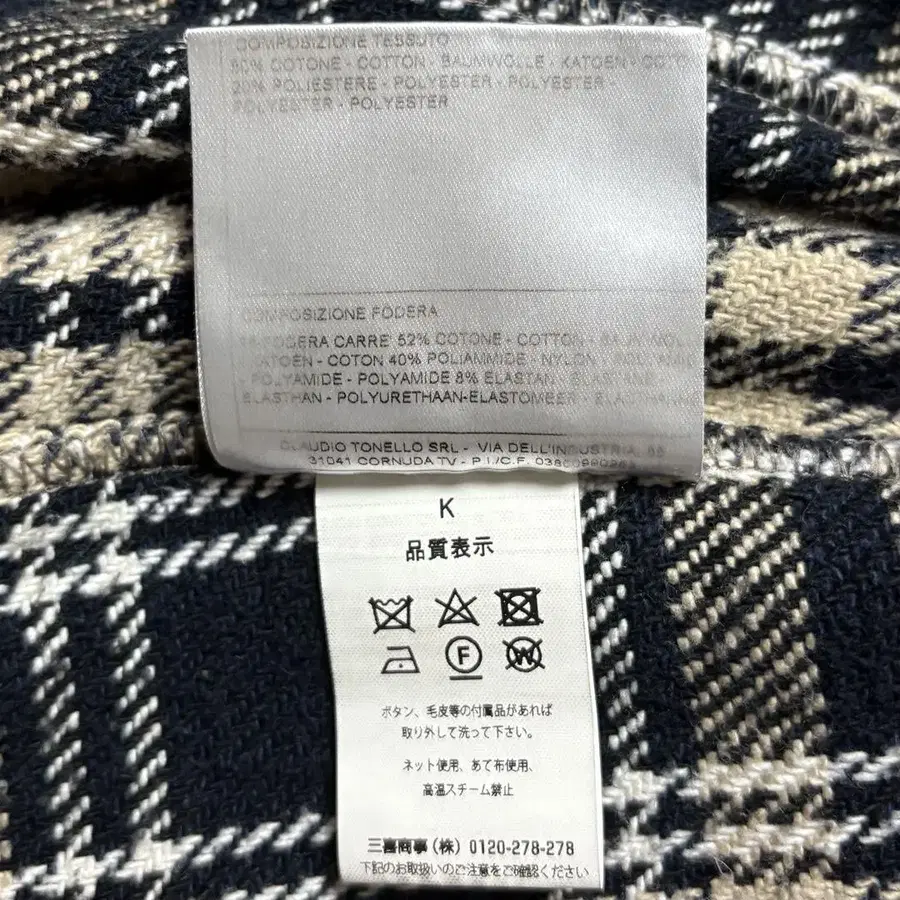 COMPOSIZIONE TESSUTO
80% COTONE - COTTON - BAUMWOLLE - KATOEN - COTO
20% POLIESTERE - POLYESTER - POLYESTER -
POLYESTER - POLYESTER
COMPOSIZIONE FODERA
FODERA CARRE' 52% COTONE - COTTON -
KATOEN - COTON 40% POLIAMMIDE - NYLON -
- POLYAMIDE - POLYAMIDE 8% ELASTAN -
ELASTHAN - POLYURETHAAN-ELASTOMEER -
CLAUDIO TONELLO SRL - VIA DELL'INDUSTRIA,
31041 CORNUDA TV - P.I./C.F.
K
品質表示
F
W
ボタン、毛皮等の付属品があれば
取り外して洗って下さい。
ネット使用、あて布使用、
高温スチーム禁止
三喜商事(株) 0120-278-278
下記のお取扱いのご注意をご確認ください